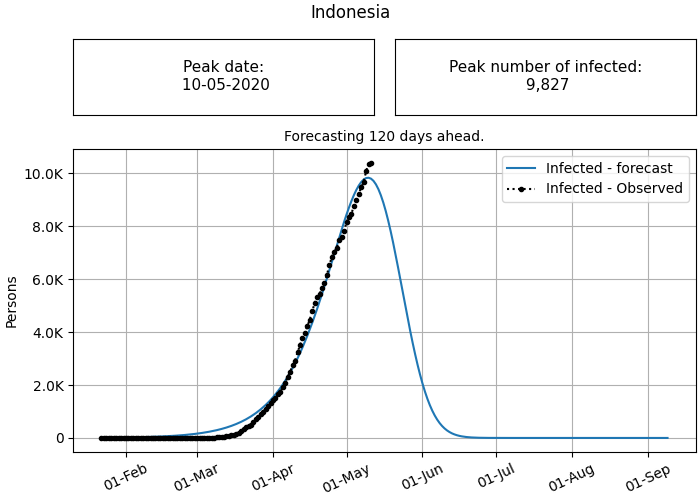 Indonesia
Peak date:
10-05-2020
Peak number of infected:
9,827
Forecasting 120 days ahead.
Infected - forecast
Infected - Observed
10.0K
8.0K
6.0K
4.0K
2.0K
0
Persons
01-Feb
01-Mar
01-Apr
01-May
01-Jun
01-Jul
01-Aug
01-Sep